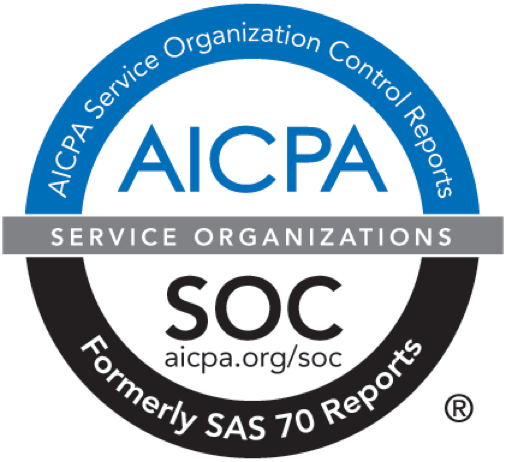 AICPA Service Organization Control Reports
AICPA
SERVICE ORGANIZATIONS
SOC
aicpa.org/soc
Formerly SAS 70 Reports
®